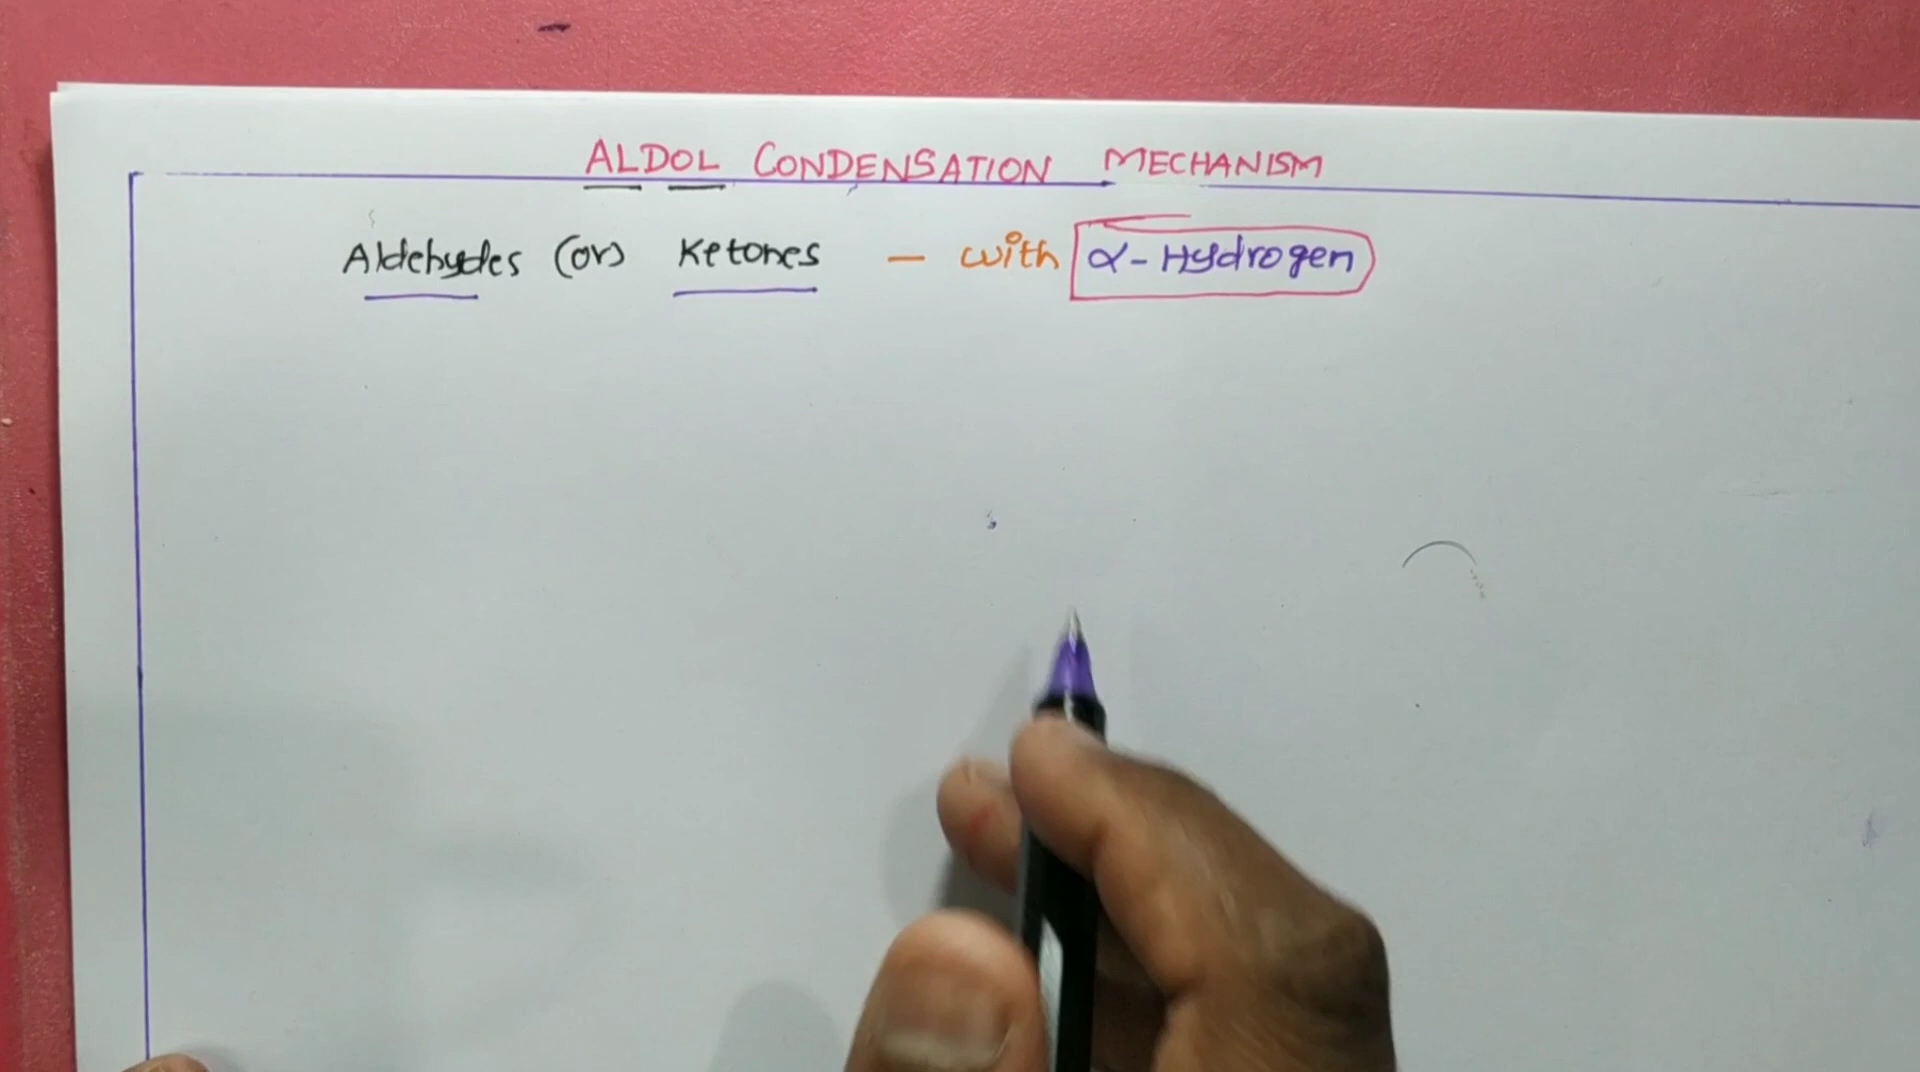 ALDOL CONDENSATION MECHANISM
Aldehydes (or) Ketones - with α-Hydrogen